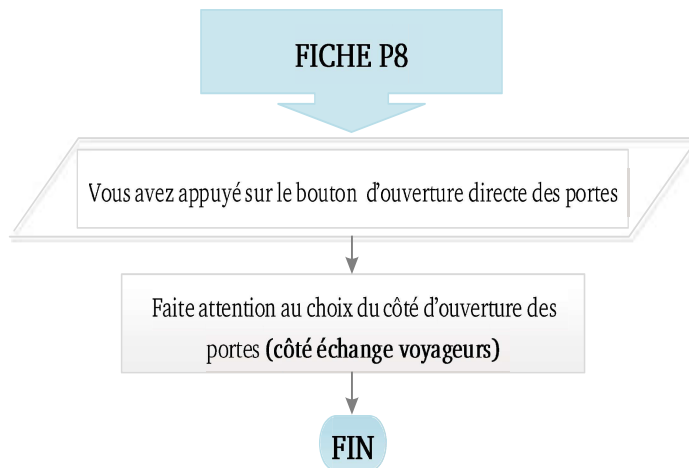 FICHE P8
Vous avez appuyé sur le bouton d'ouverture directe des portes
Faite attention au choix du côté d'ouverture des
portes (côté échange voyageurs)
FIN